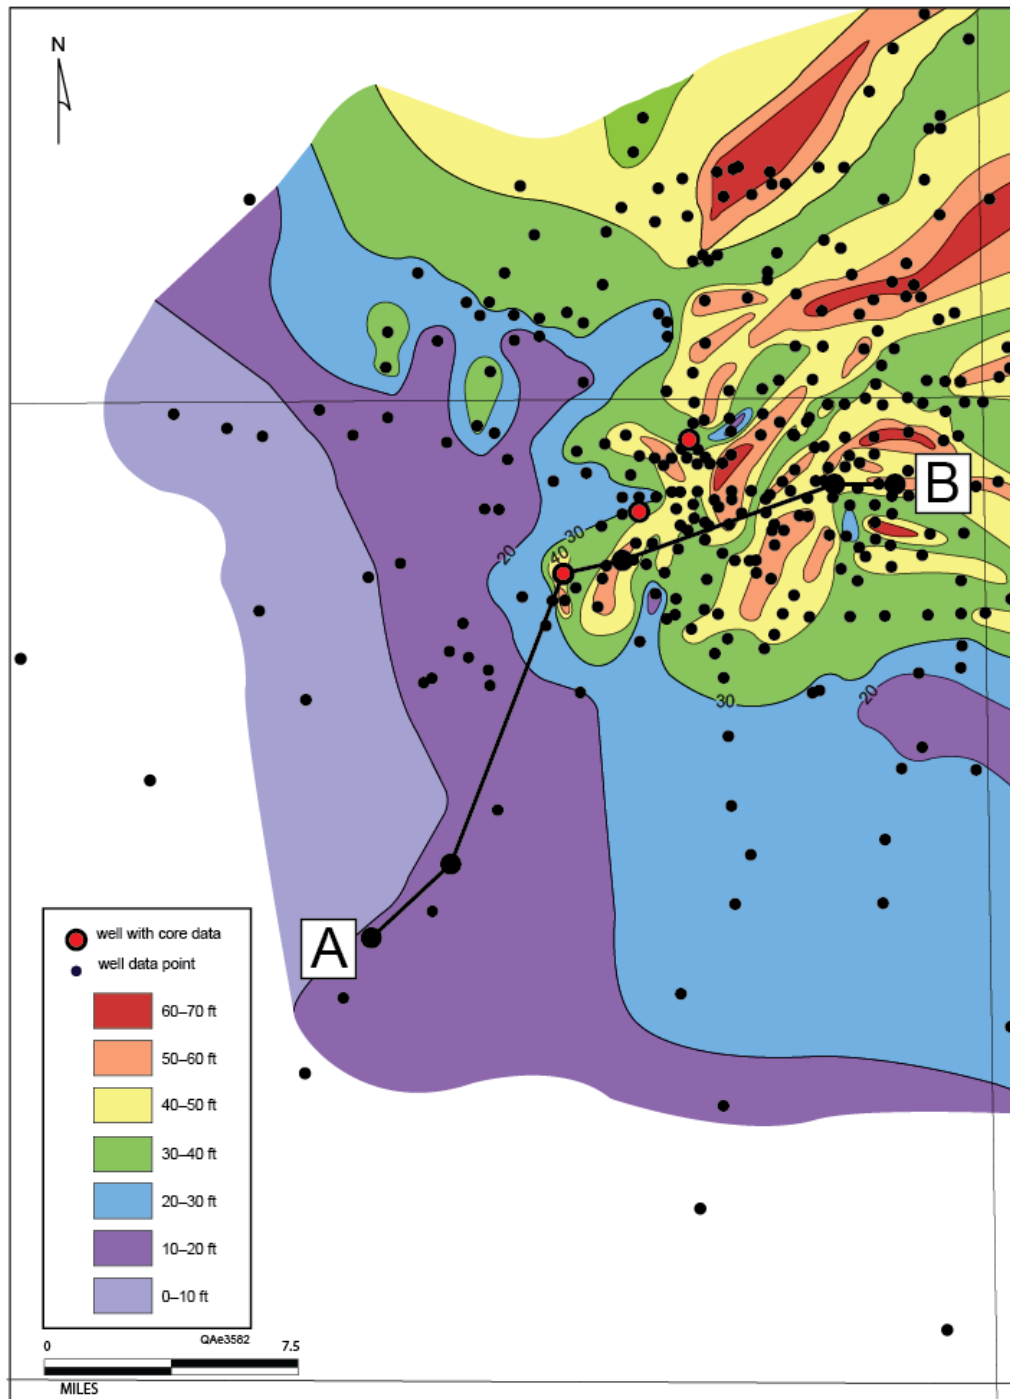 N
B
20
30
40
30
20
A
well with core data
well data point
60–70 ft
50–60 ft
40–50 ft
30–40 ft
20–30 ft
10–20 ft
0–10 ft
QAe3582
0 7.5
MILES